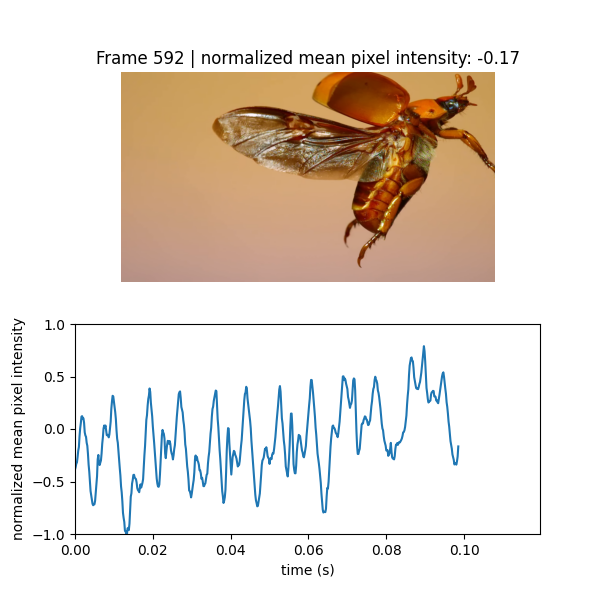 Frame 592 | normalized mean pixel intensity: -0.17
normalized mean pixel intensity
1.0
0.5
0.0
−0.5
−1.0
0.00 0.02 0.04 0.06 0.08 0.10
time (s)